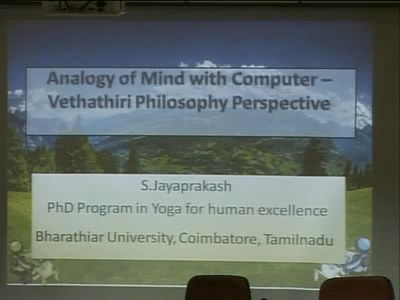 Analogy of Mind with Computer –
Vethathiri Philosophy Perspective
S.Jayaprakash
PhD Program in Yoga for human excellence
Bharathiar University, Coimbatore, Tamilnadu